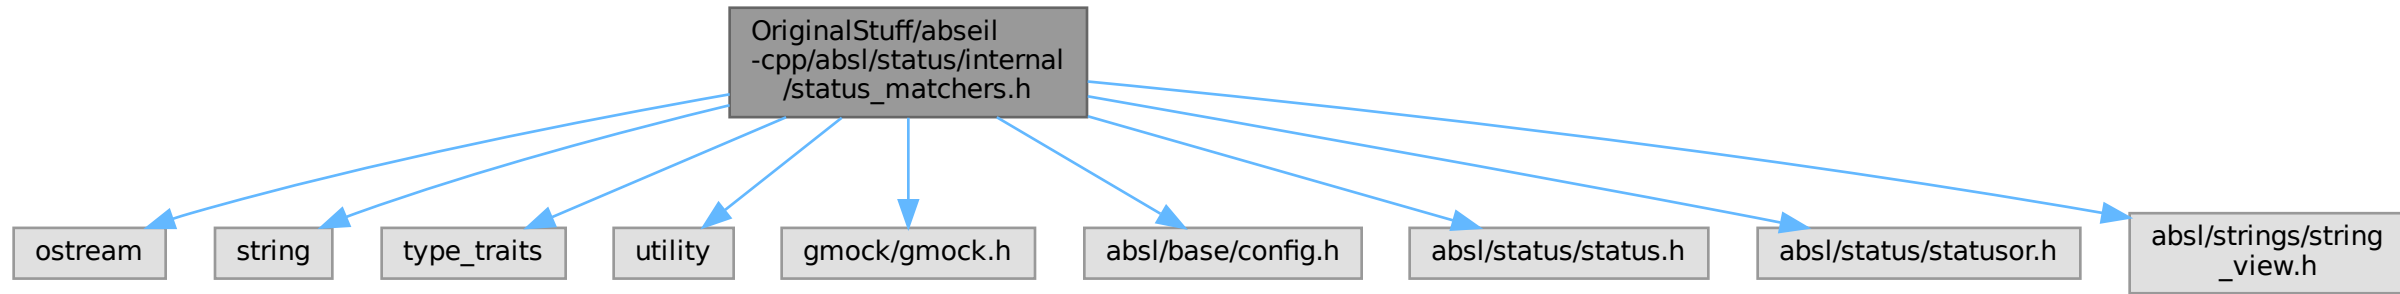 OriginalStuff/abseil
-cpp/absl/status/internal
/status_matchers.h
ostream
string
type_traits
utility
gmock/gmock.h
absl/base/config.h
absl/status/status.h
absl/status/statusor.h
absl/strings/string
_view.h